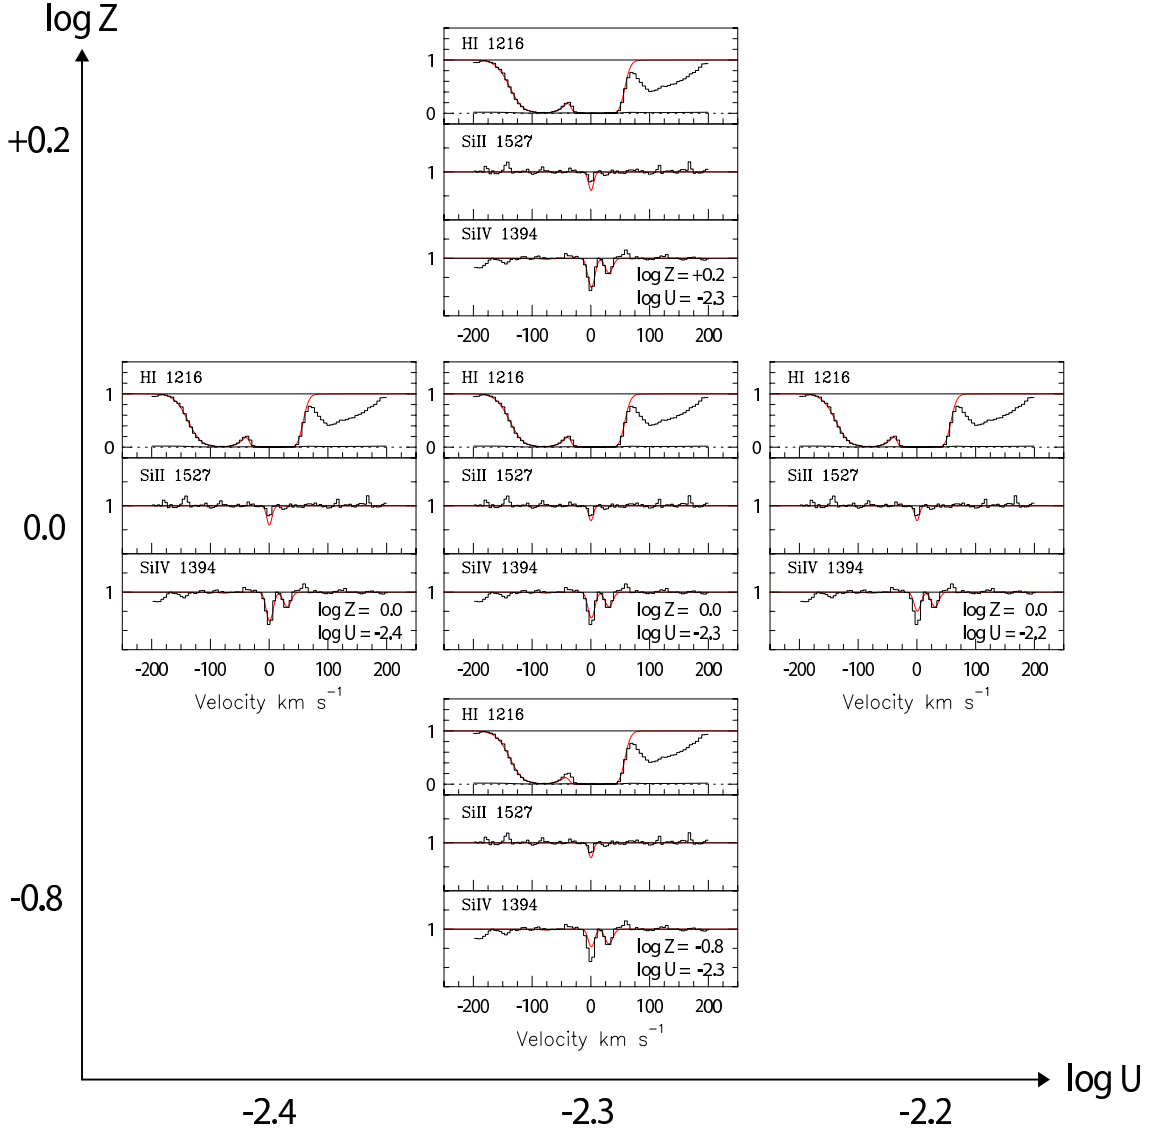 log Z
HI 1216
1
0
+0.2
SiII 1527
1
SiIV 1394
1
log Z = +0.2
log U = -2.3
-200 -100 0 100 200
HI 1216 HI 1216 HI 1216
1 1 1
0 0 0
SiII 1527 SiII 1527 SiII 1527
1 1 1
0.0
SiIV 1394 SiIV 1394 SiIV 1394
1 1 1
log Z = 0.0 log Z = 0.0 log Z = 0.0
log U = -2.4 log U = -2.3 log U = -2.2
-200 -100 0 100 200 -200 -100 0 100 200 -200 -100 0 100 200
Velocity km s⁻¹ Velocity km s⁻¹
HI 1216
1
0
SiII 1527
1
-0.8
SiIV 1394
1
log Z = -0.8
log U = -2.3
-200 -100 0 100 200
Velocity km s⁻¹
log U
-2.4 -2.3 -2.2